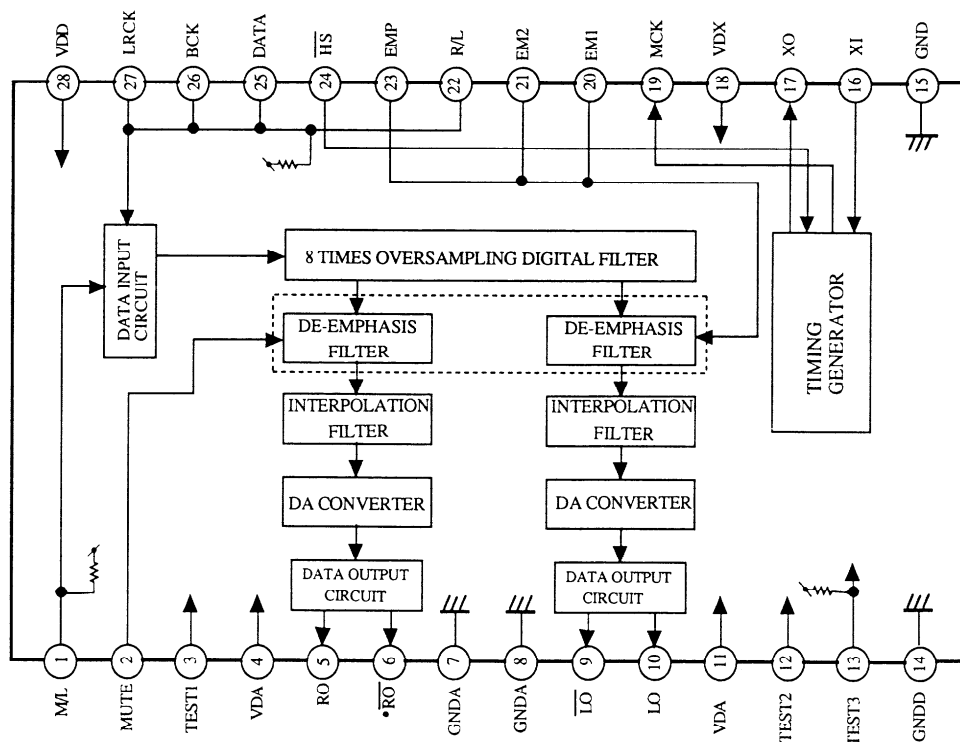 VDD
LRCK
BCK
DATA
HS
EMP
R/L
EM2
EM1
MCK
VDX
XO
XI
GND
28
27
26
25
24
23
22
21
20
19
18
17
16
15
DATA INPUT
CIRCUIT
8 TIMES OVERSAMPLING DIGITAL FILTER
DE-EMPHASIS
FILTER
DE-EMPHASIS
FILTER
TIMING
GENERATOR
INTERPOLATION
FILTER
INTERPOLATION
FILTER
DA CONVERTER
DA CONVERTER
DATA OUTPUT
CIRCUIT
DATA OUTPUT
CIRCUIT
1
2
3
4
5
6
7
8
9
10
11
12
13
14
M/L
MUTE
TEST1
VDA
RO
RO
GNDA
GNDA
LO
LO
VDA
TEST2
TEST3
GNDD